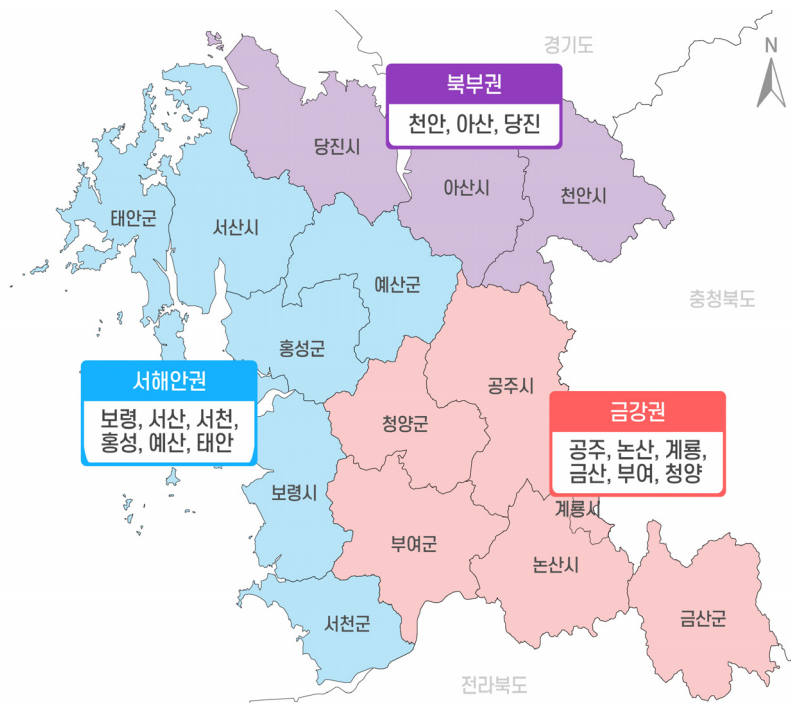 경기도
N
북부권
천안, 아산, 당진
당진시
아산시
천안시
태안군
서산시
예산군
충청북도
홍성군
서해안권
보령, 서산, 서천,
홍성, 예산, 태안
공주시
금강권
공주, 논산, 계룡,
금산, 부여, 청양
청양군
보령시
계룡시
부여군
논산시
서천군
금산군
전라북도